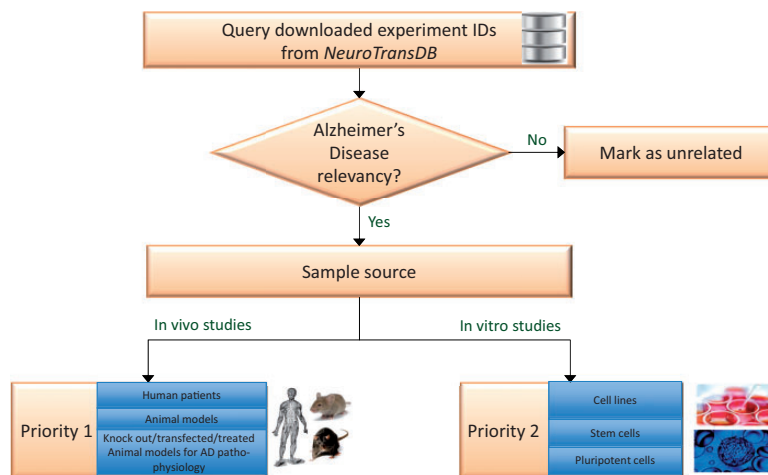 Query downloaded experiment IDs
from NeuroTransDB
Alzheimer's
Disease
relevancy?
No
Mark as unrelated
Yes
Sample source
In vivo studies
In vitro studies
Priority 1
Human patients
Animal models
Knock out/transfected/treated
Animal models for AD patho-
physiology
Priority 2
Cell lines
Stem cells
Pluripotent cells